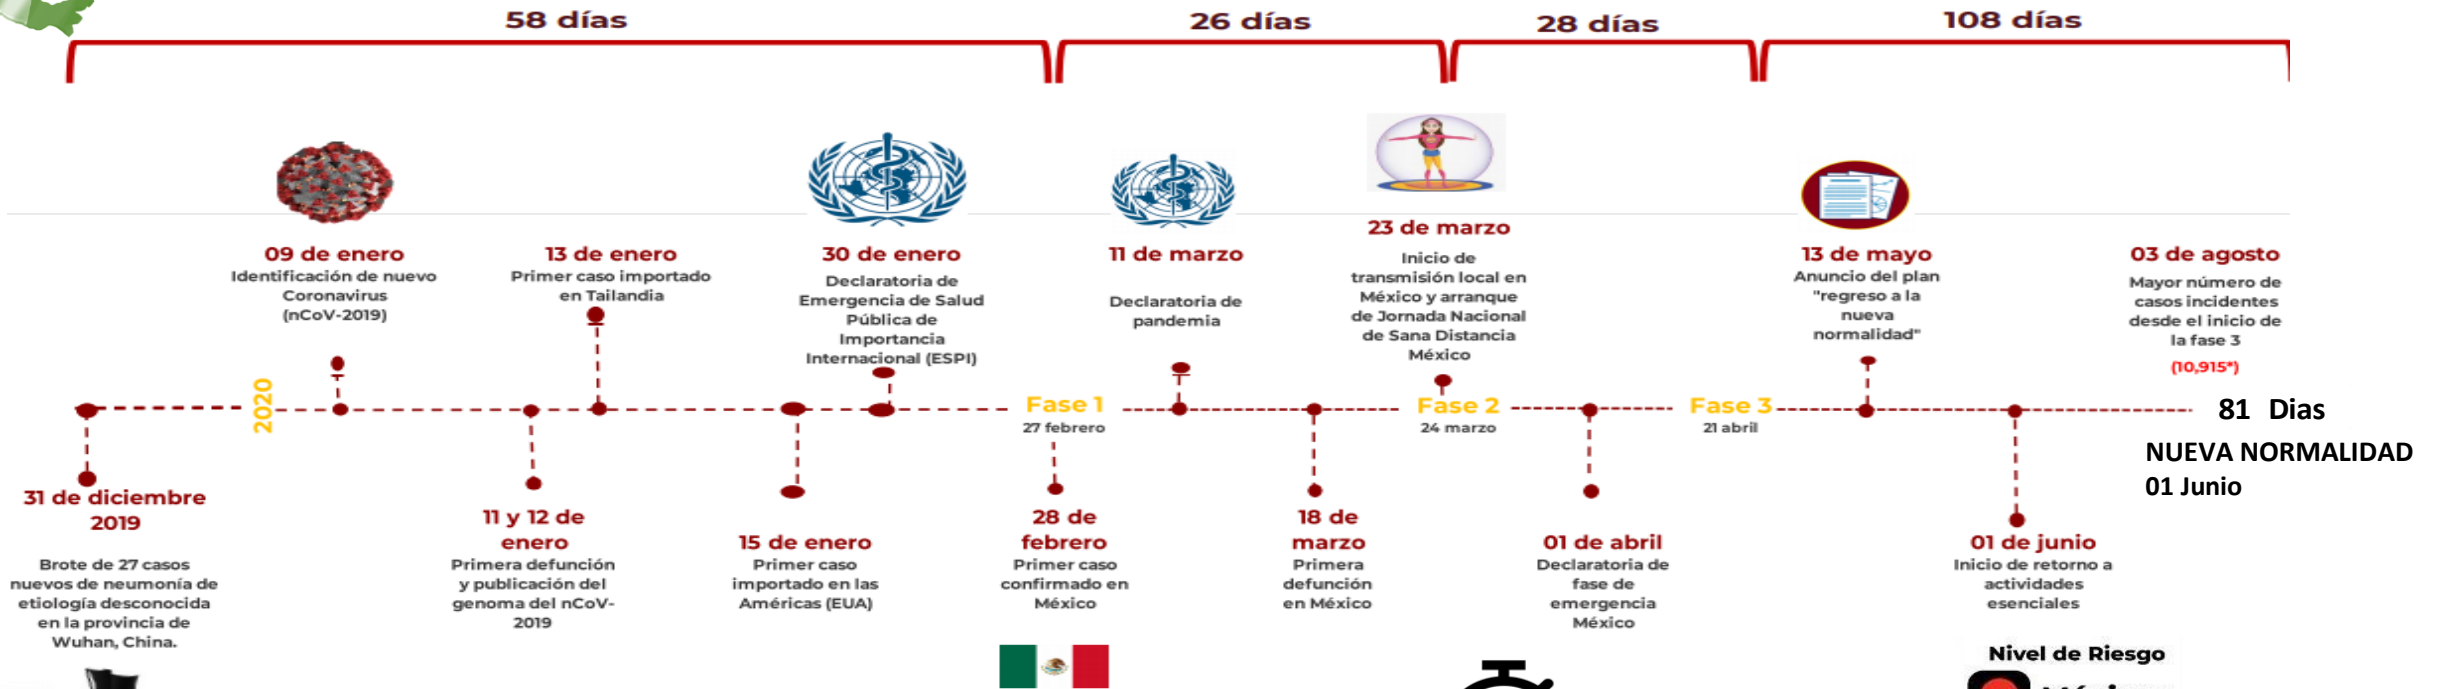 58 días
26 días
28 días
108 días
09 de enero
Identificación de nuevo
Coronavirus
(nCoV-2019)
13 de enero
Primer caso importado
en Tailandia
30 de enero
Declaratoria de
Emergencia de Salud
Pública de
Importancia
Internacional (ESPI)
11 de marzo
Declaratoria de
pandemia
23 de marzo
Inicio de
transmisión local en
México y arranque
de Jornada Nacional
de Sana Distancia
México
13 de mayo
Anuncio del plan
"regreso a la
nueva
normalidad"
03 de agosto
Mayor número de
casos incidentes
desde el inicio de
la fase 3
(10,915*)
2020
Fase 1
27 febrero
Fase 2
24 marzo
Fase 3
21 abril
81 Dias
NUEVA NORMALIDAD
01 Junio
31 de diciembre
2019
Brote de 27 casos
nuevos de neumonía de
etiología desconocida
en la provincia de
Wuhan, China.
11 y 12 de
enero
Primera defunción
y publicación del
genoma del nCoV-
2019
15 de enero
Primer caso
importado en las
Américas (EUA)
28 de
febrero
Primer caso
confirmado en
México
18 de
marzo
Primera
defunción
en México
01 de abril
Declaratoria de
fase de
emergencia
México
01 de junio
Inicio de retorno a
actividades
esenciales
Nivel de Riesgo